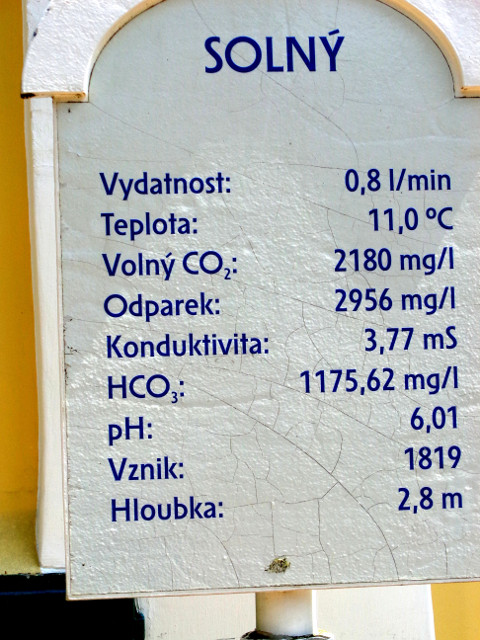 SOLNÝ
Vydatnost: 0,8 l/min
Teplota: 11,0 ºC
Volný CO₂: 2180 mg/l
Odparek: 2956 mg/l
Konduktivita: 3,77 mS
HCO₃: 1175,62 mg/l
pH: 6,01
Vznik: 1819
Hloubka: 2,8 m